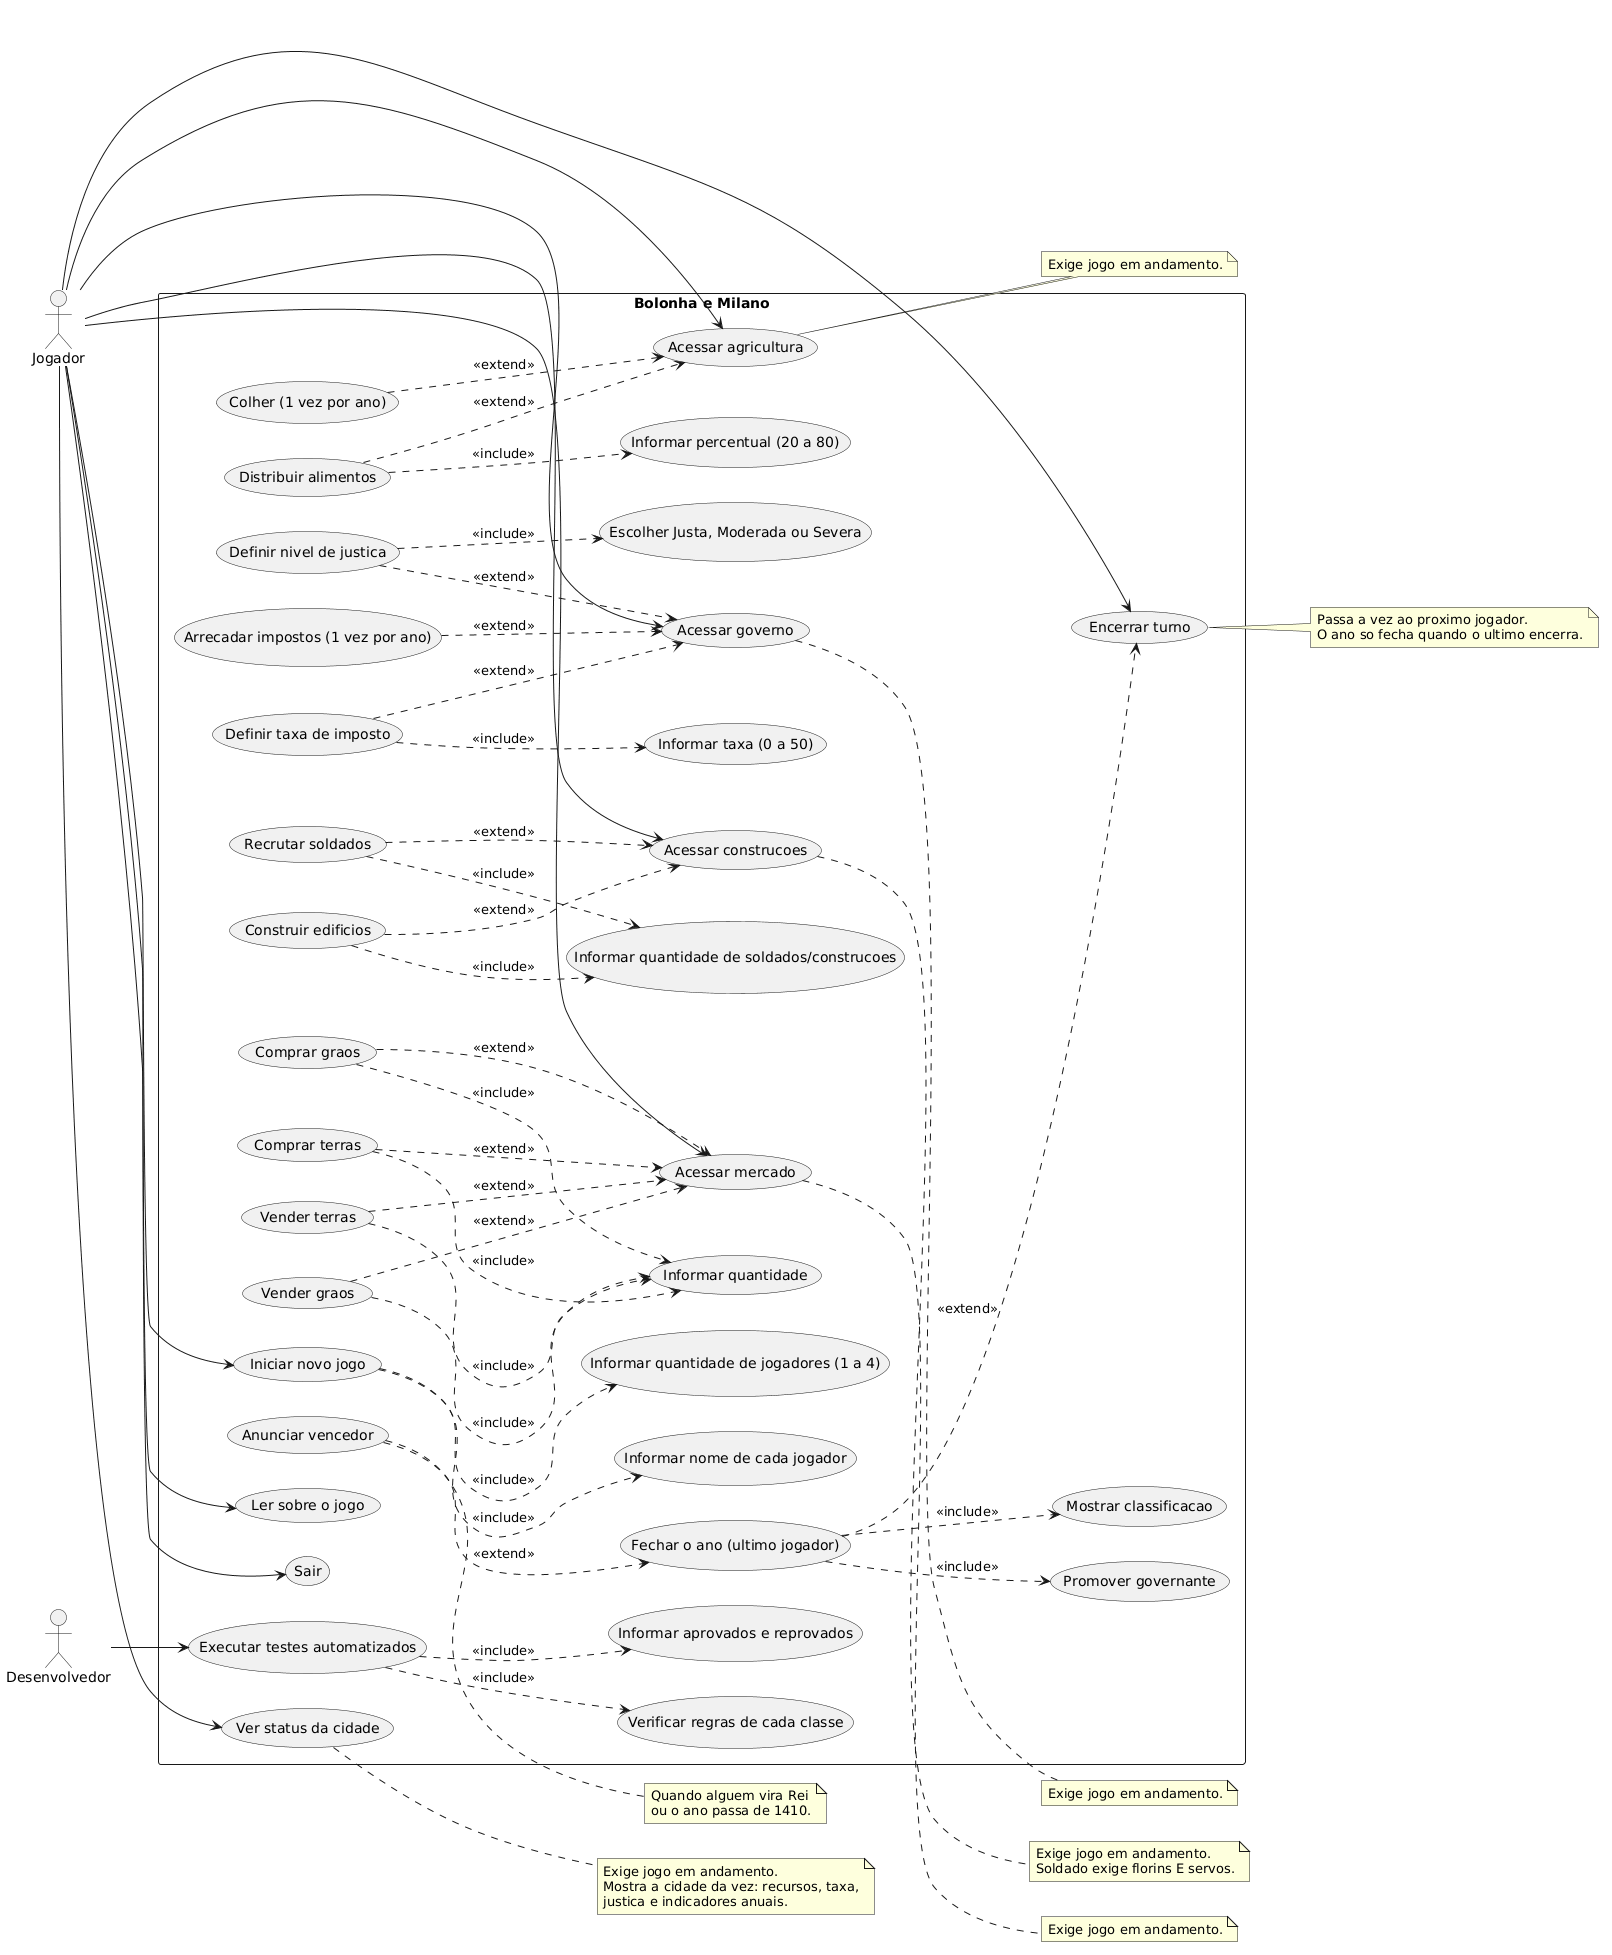 Exige jogo em andamento.
Bolonha e Milano
Jogador
Acessar agricultura
«extend»
Colher (1 vez por ano)
«extend»
Informar percentual (20 a 80)
«include»
Distribuir alimentos
Escolher Justa, Moderada ou Severa
«include»
Definir nivel de justica
«extend»
Arrecadar impostos (1 vez por ano)
«extend»
Acessar governo
Encerrar turno
Passa a vez ao proximo jogador.
O ano so fecha quando o ultimo encerra.
«extend»
Definir taxa de imposto
«include»
Informar taxa (0 a 50)
«extend»
Recrutar soldados
Acessar construcoes
«include»
«extend»
Construir edificios
Informar quantidade de soldados/construcoes
«include»
«extend»
Comprar graos
«include»
Comprar terras
«extend»
Acessar mercado
«extend»
Vender terras
«extend»
«include»
Informar quantidade
Vender graos
«extend»
Iniciar novo jogo
«include»
Informar quantidade de jogadores (1 a 4)
«include»
Anunciar vencedor
Informar nome de cada jogador
«include»
Ler sobre o jogo
«include»
Mostrar classificacao
«include»
Fechar o ano (ultimo jogador)
«extend»
Sair
«include»
Promover governante
Desenvolvedor
Executar testes automatizados
«include»
Informar aprovados e reprovados
«include»
Verificar regras de cada classe
Ver status da cidade
Exige jogo em andamento.
Quando alguem vira Rei
ou o ano passa de 1410.
Exige jogo em andamento.
Soldado exige florins E servos.
Exige jogo em andamento.
Mostra a cidade da vez: recursos, taxa,
justica e indicadores anuais.
Exige jogo em andamento.